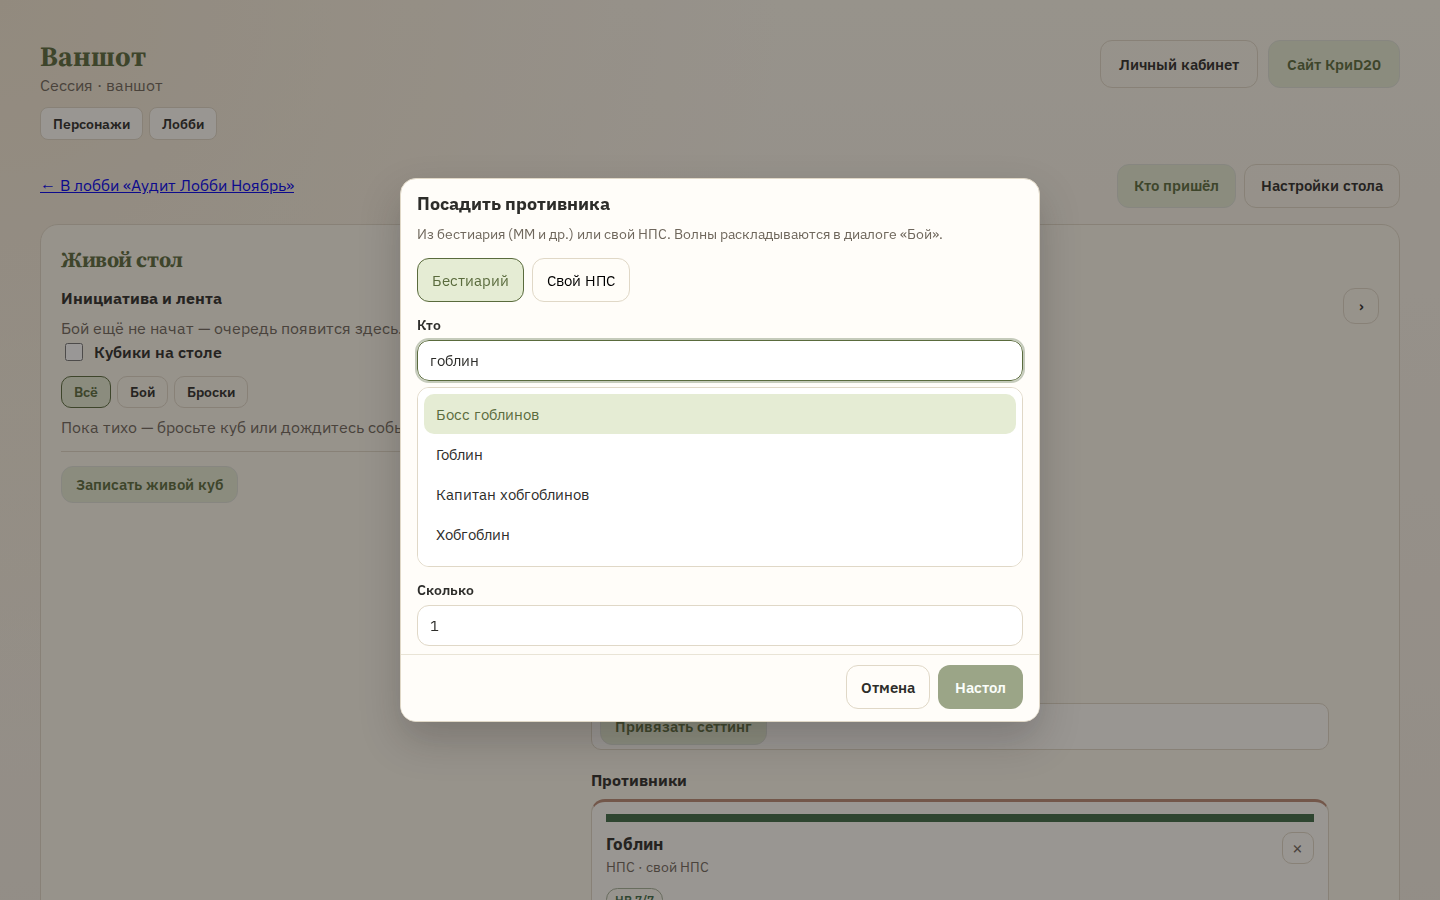 Ваншот
Сессия · ваншот
Персонажи
Лобби
Личный кабинет
Сайт КриD20
← В лобби «Аудит Лобби Ноябрь»
Кто пришёл
Настройки стола
Живой стол
Инициатива и лента
Бой ещё не начат — очередь появится здесь.
Кубики на столе
Всё
Бой
Броски
Пока тихо — бросьте куб или дождитесь
Записать живой куб
›
Посадить противника
Из бестиария (ММ и др.) или свой НПС. Волны раскладываются в диалоге «Бой».
Бестиарий
Свой НПС
Кто
гоблин
Босс гоблинов
Гоблин
Капитан хобгоблинов
Хобгоблин
Сколько
1
Отмена
Настол
Привязать сеттинг
Противники
Гоблин
НПС · свой НПС
×
HP 7/7